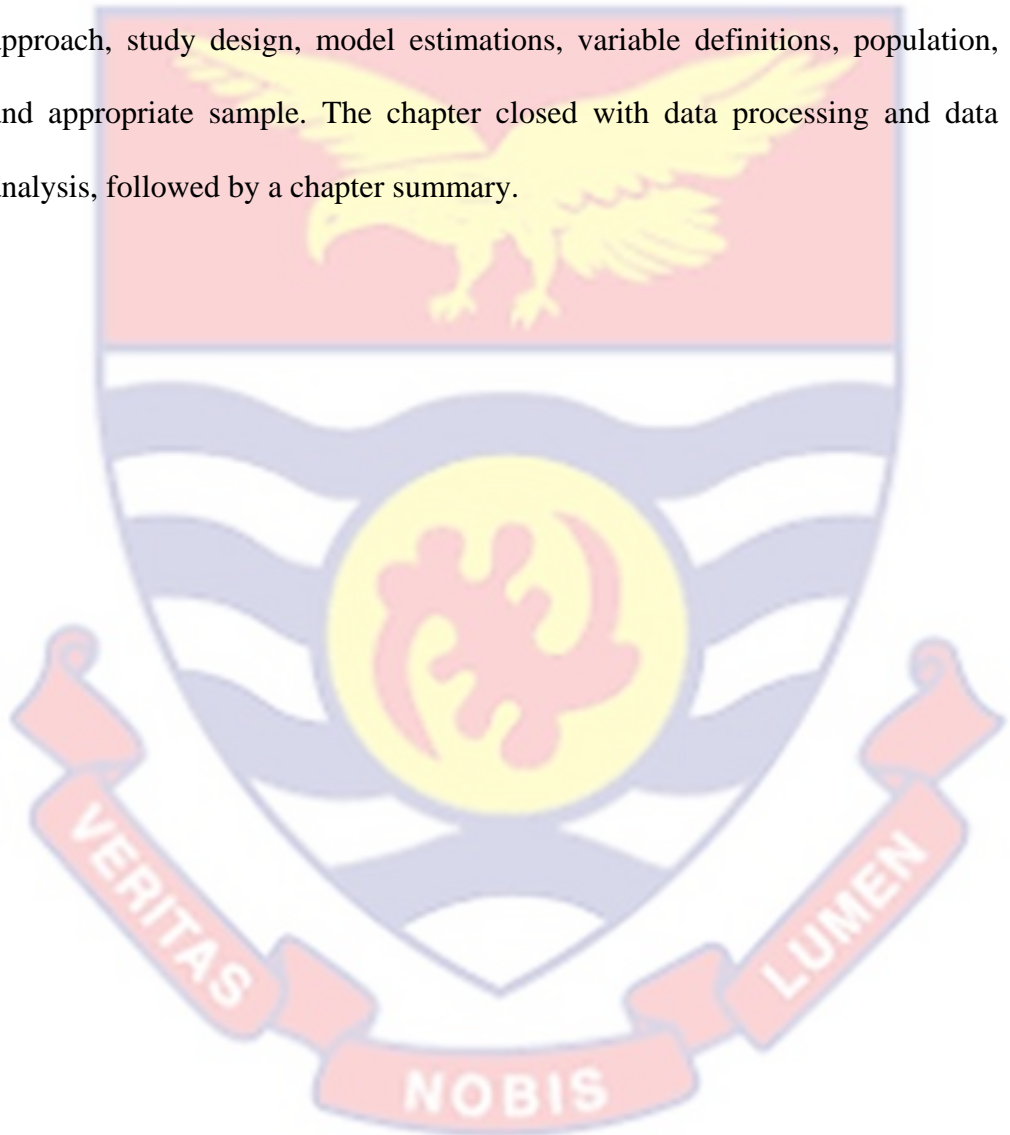 approach, study design, model estimations, variable definitions, population,
and appropriate sample. The chapter closed with data processing and data
analysis, followed by a chapter summary.
VERITAS
NOBIS
LUMEN